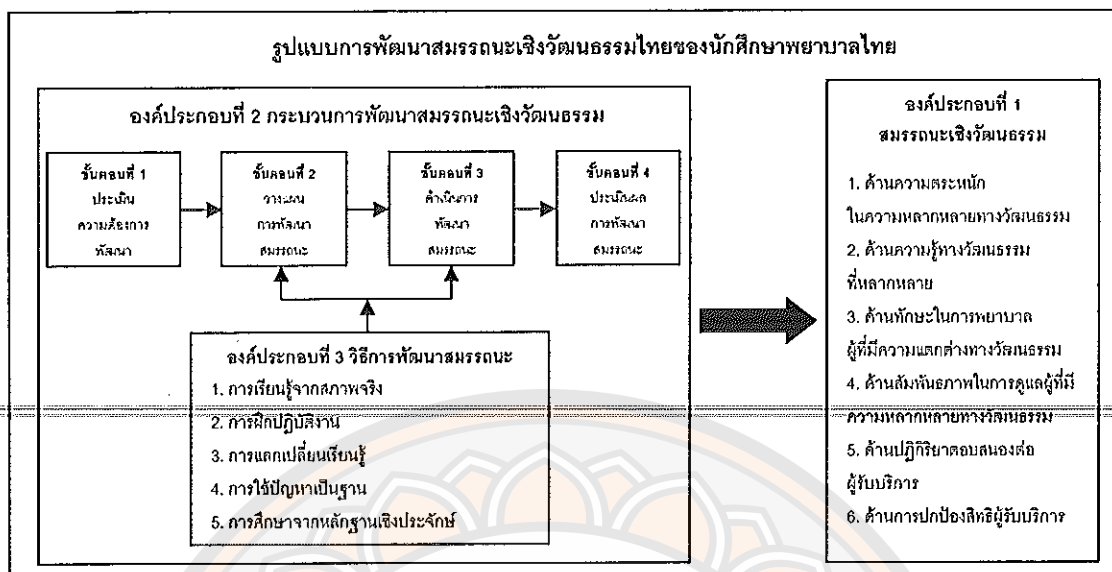 รูปแบบการพัฒนาสมรรถนะเชิงวัฒนธรรมไทยของนักศึกษาพยาบาลไทย
องค์ประกอบที่ 2 กระบวนการพัฒนาสมรรถนะเชิงวัฒนธรรม
ขั้นตอนที่ 1
ประเมิน
ความต้องการ
พัฒนา
ขั้นตอนที่ 2
วางแผน
การพัฒนา
สมรรถนะ
ขั้นตอนที่ 3
ดำเนินการ
พัฒนา
สมรรถนะ
ขั้นตอนที่ 4
ประเมินผล
การพัฒนา
สมรรถนะ
องค์ประกอบที่ 3 วิธีการพัฒนาสมรรถนะ
1. การเรียนรู้จากสภาพจริง
2. การฝึกปฏิบัติงาน
3. การแลกเปลี่ยนเรียนรู้
4. การใช้ปัญหาเป็นฐาน
5. การศึกษาจากหลักฐานเชิงประจักษ์
องค์ประกอบที่ 1
สมรรถนะเชิงวัฒนธรรม
1. ด้านความตระหนัก
ในความหลากหลายทางวัฒนธรรม
2. ด้านความรู้ทางวัฒนธรรม
ที่หลากหลาย
3. ด้านทักษะในการพยาบาล
ผู้ที่มีความแตกต่างทางวัฒนธรรม
4. ด้านสัมพันธภาพในการดูแลผู้ที่มี
ความหลากหลายทางวัฒนธรรม
5. ด้านปฏิกิริยาตอบสนองต่อ
ผู้รับบริการ
6. ด้านการปกป้องสิทธิผู้รับบริการ